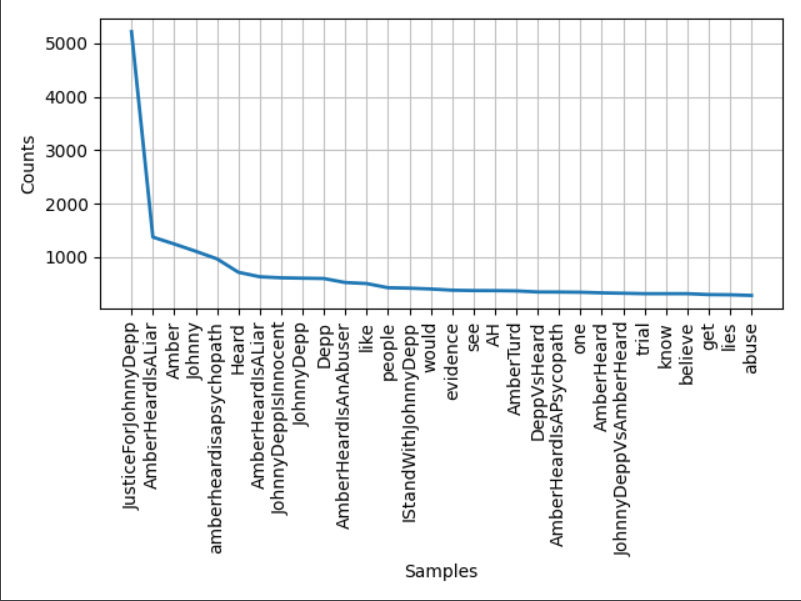 5000
4000
3000
2000
1000
Counts
JusticeForJohnnyDepp
AmberHeardIsALiar
Amber
Johnny
amberheardisapsychopath
Heard
AmberHeardIsALiar
JohnnyDeppIsInnocent
JohnnyDepp
Depp
AmberHeardIsAnAbuser
like
people
IStandWithJohnnyDepp
would
evidence
see
AH
AmberTurd
DeppVsHeard
AmberHeardIsAPsycopath
one
AmberHeard
JohnnyDeppVsAmberHeard
trial
know
believe
get
lies
abuse
Samples